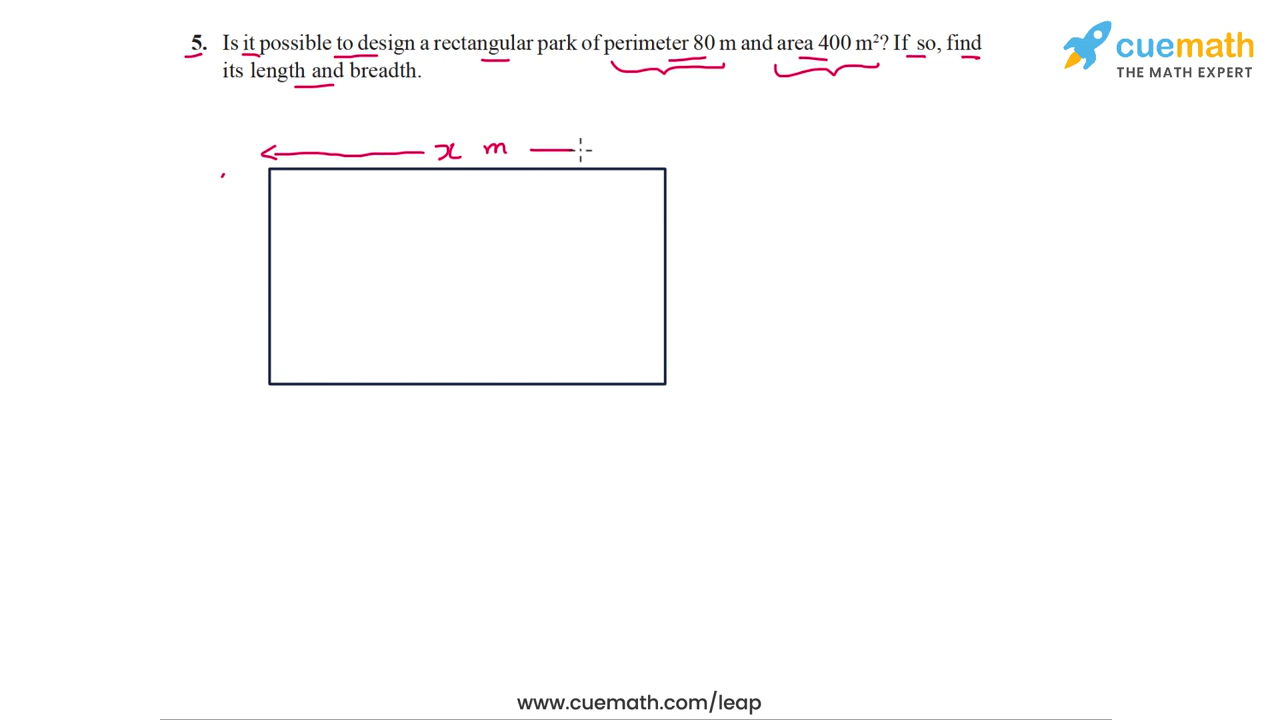 5. Is it possible to design a rectangular park of perimeter 80 m and area 400 m²? If so, find
its length and breadth.
cuemath
THE MATH EXPERT
x m
www.cuemath.com/leap